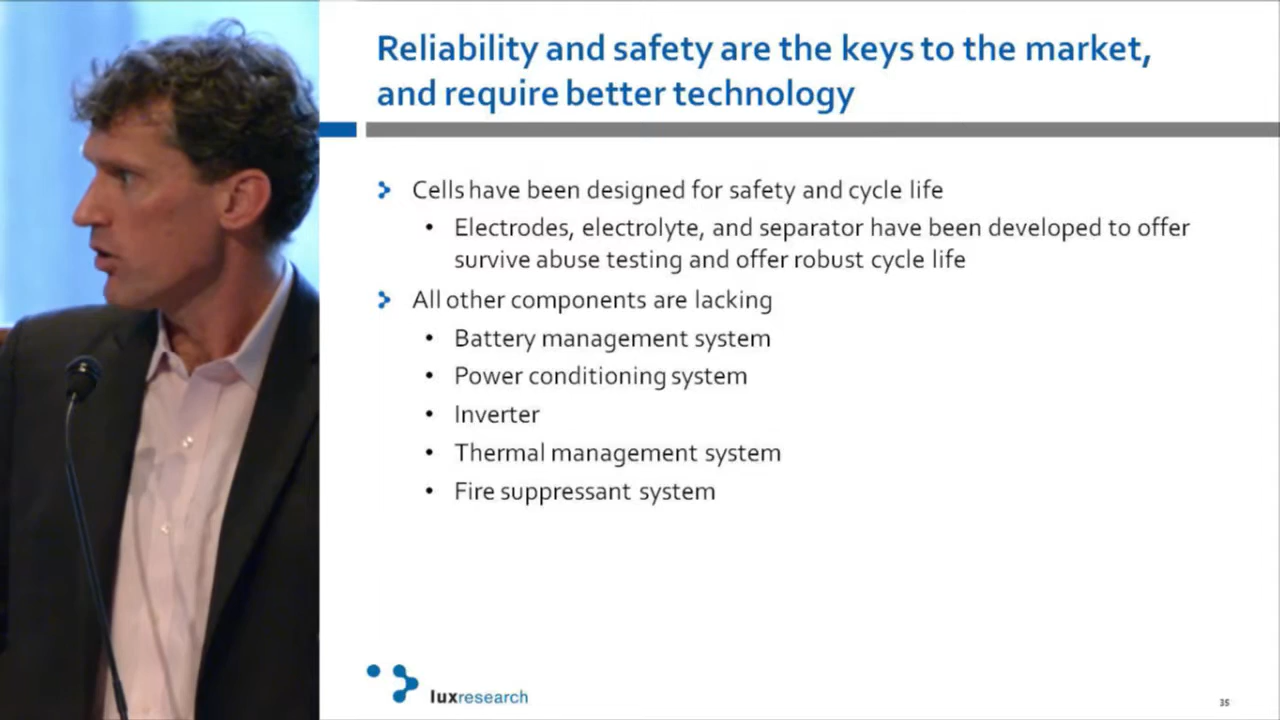 Reliability and safety are the keys to the market,
and require better technology
Cells have been designed for safety and cycle life
• Electrodes, electrolyte, and separator have been developed to offer
survive abuse testing and offer robust cycle life
All other components are lacking
• Battery management system
• Power conditioning system
• Inverter
• Thermal management system
• Fire suppressant system
luxresearch
35